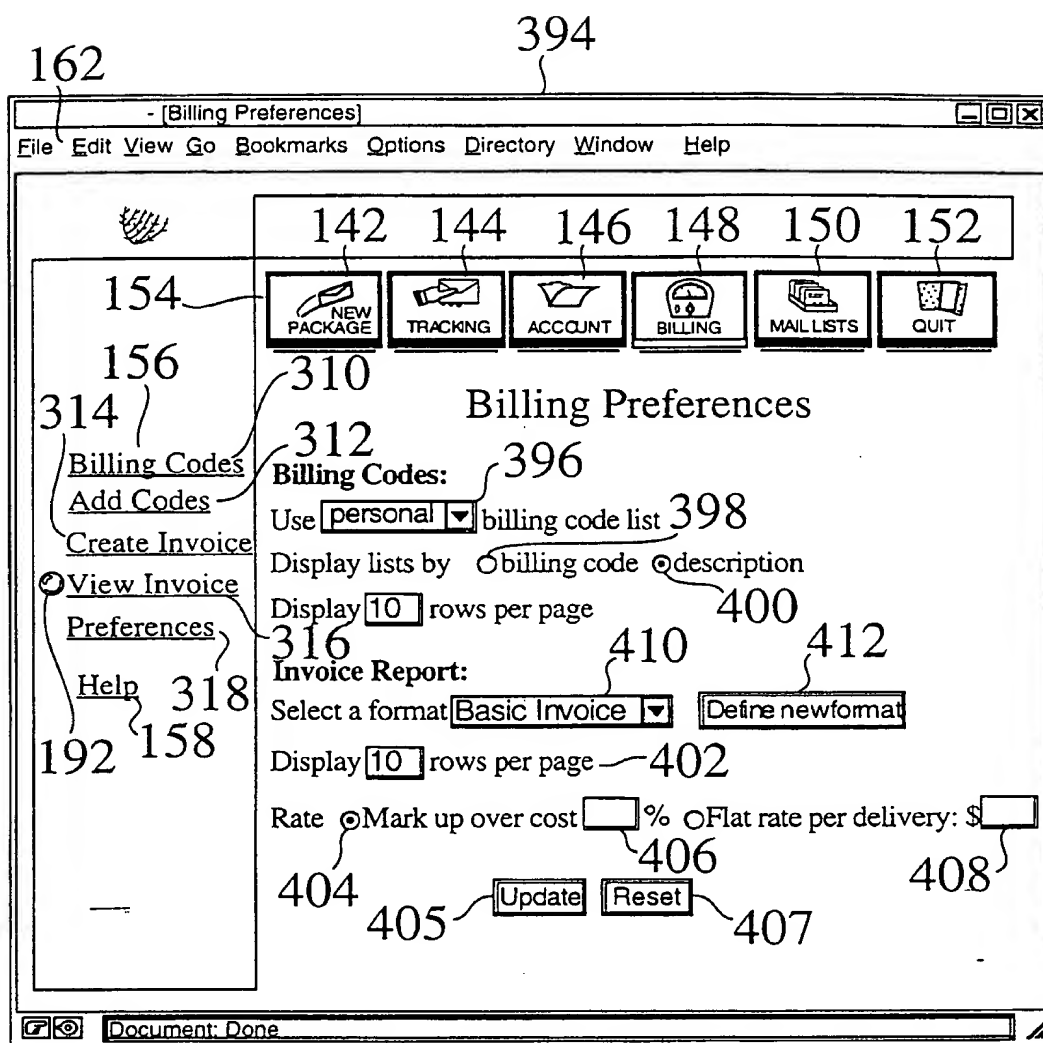 394
162
- [Billing Preferences]
File Edit View Go Bookmarks Options Directory Window Help
142 144 146 148 150 152
154
NEW PACKAGE TRACKING ACCOUNT BILLING MAIL LISTS QUIT
156 310
314 Billing Preferences
312 396
Billing Codes Billing Codes:
Add Codes Use personal billing code list 398
Create Invoice Display lists by billing code description
View Invoice 400
Display 10 rows per page
Preferences 316 410 412
Invoice Report:
Help 318 Select a format Basic Invoice Define newformat
192 158
Display 10 rows per page 402
Rate Mark up over cost % Flat rate per delivery: $
404 406 408
405 Update Reset 407
Document: Done